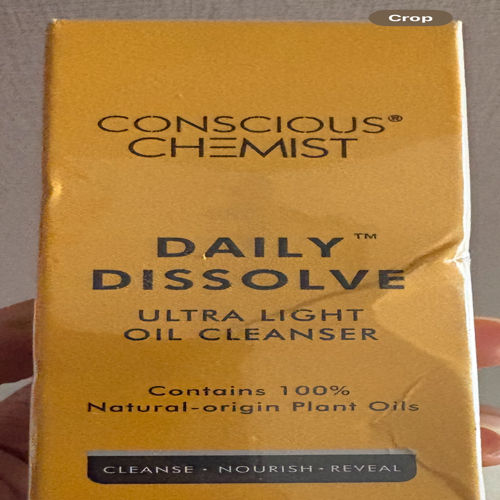 Crop
CONSCIOUS®
CHEMIST
DAILY™
DISSOLVE
ULTRA LIGHT
OIL CLEANSER
Contains 100%
Natural-origin Plant Oils
CLEANSE • NOURISH • REVEAL